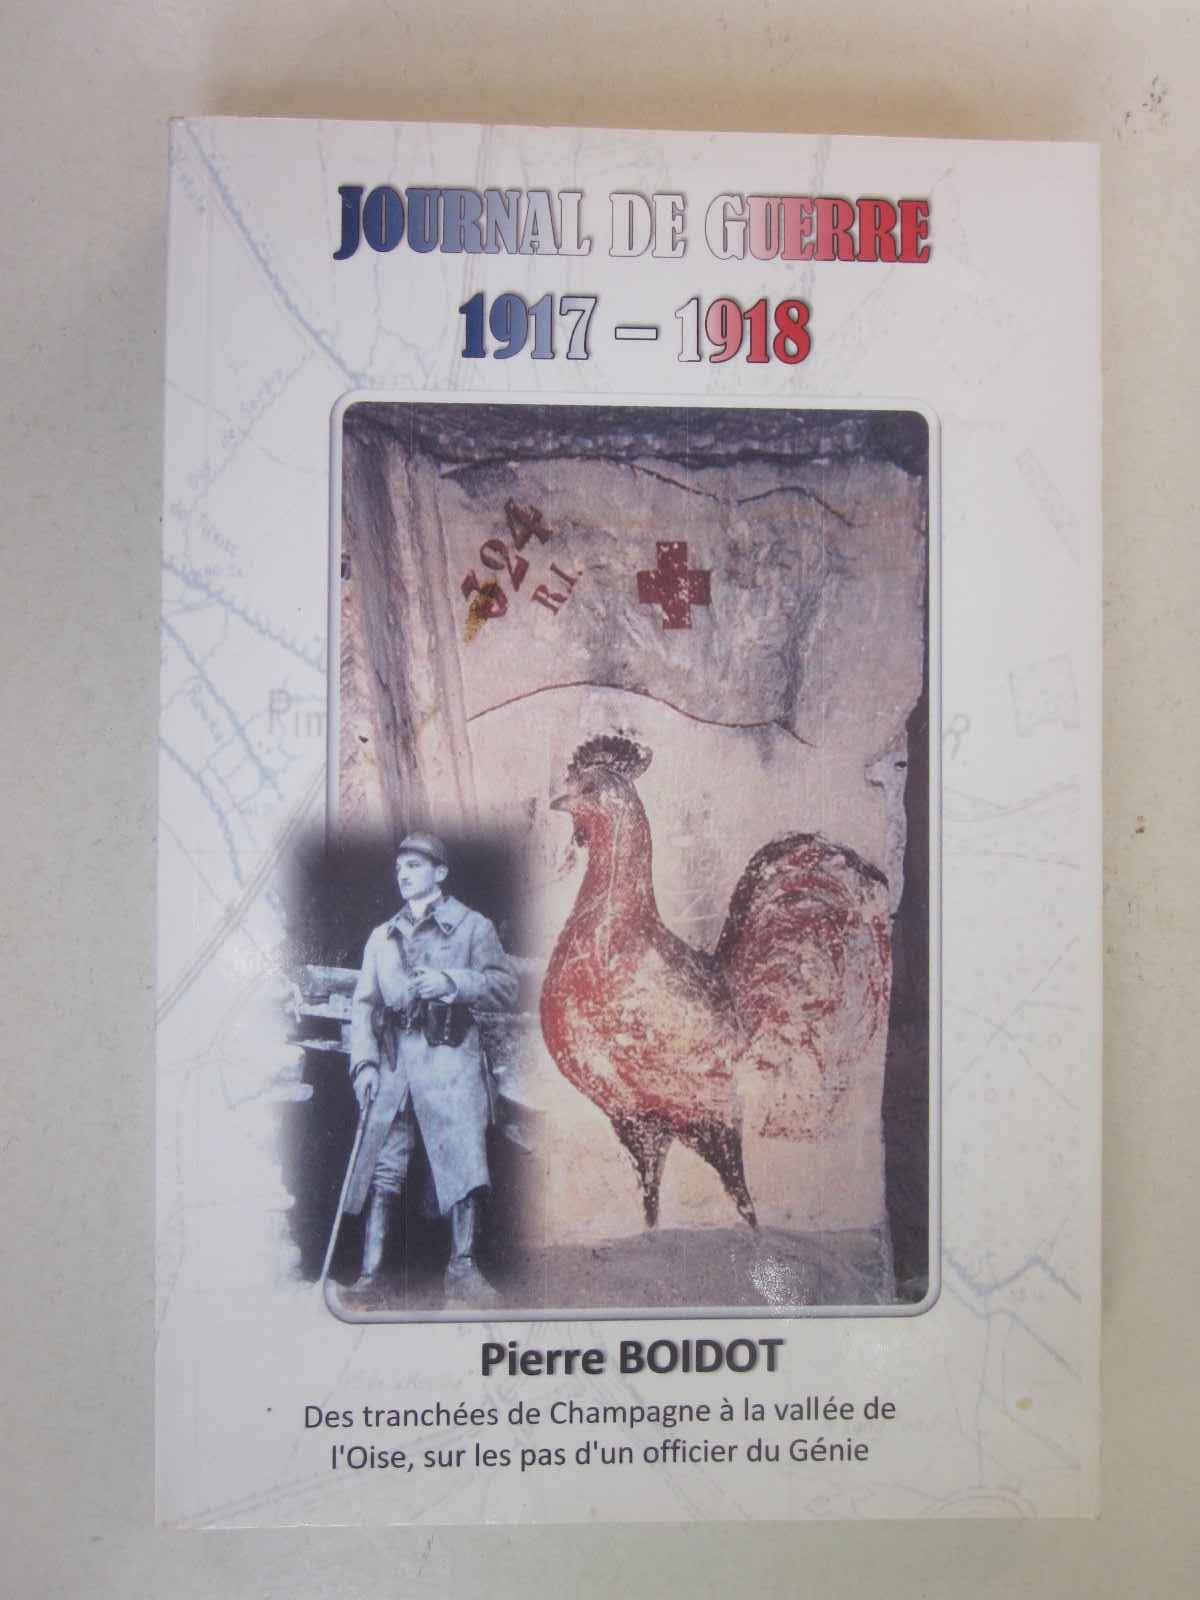 JOURNAL DE GUERRE
1917 – 1918
324
R.I.
RIM
R
Pierre BOIDOT
Des tranchées de Champagne à la vallée de
l'Oise, sur les pas d'un officier du Génie